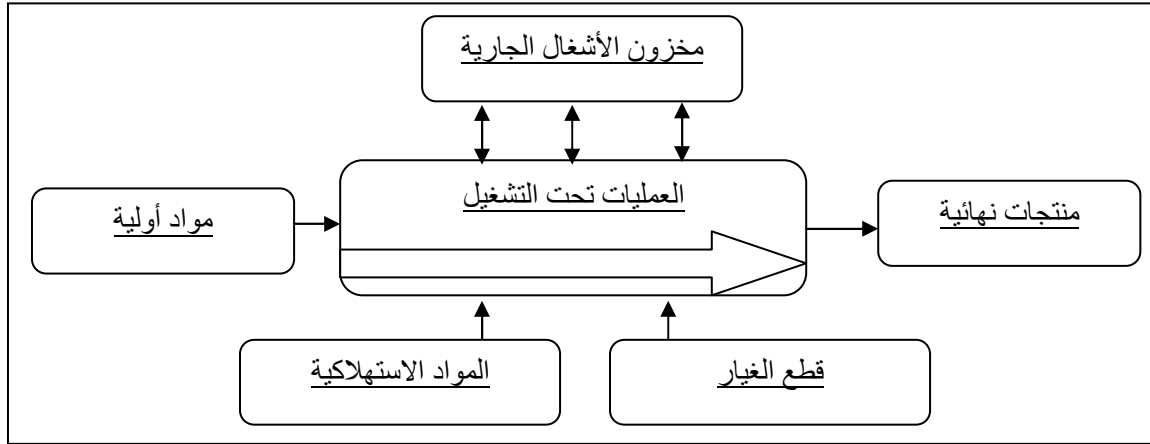 مخزون الأشغال الجارية
العمليات تحت التشغيل
مواد أولية
منتجات نهائية
المواد الاستهلاكية
قطع الغيار